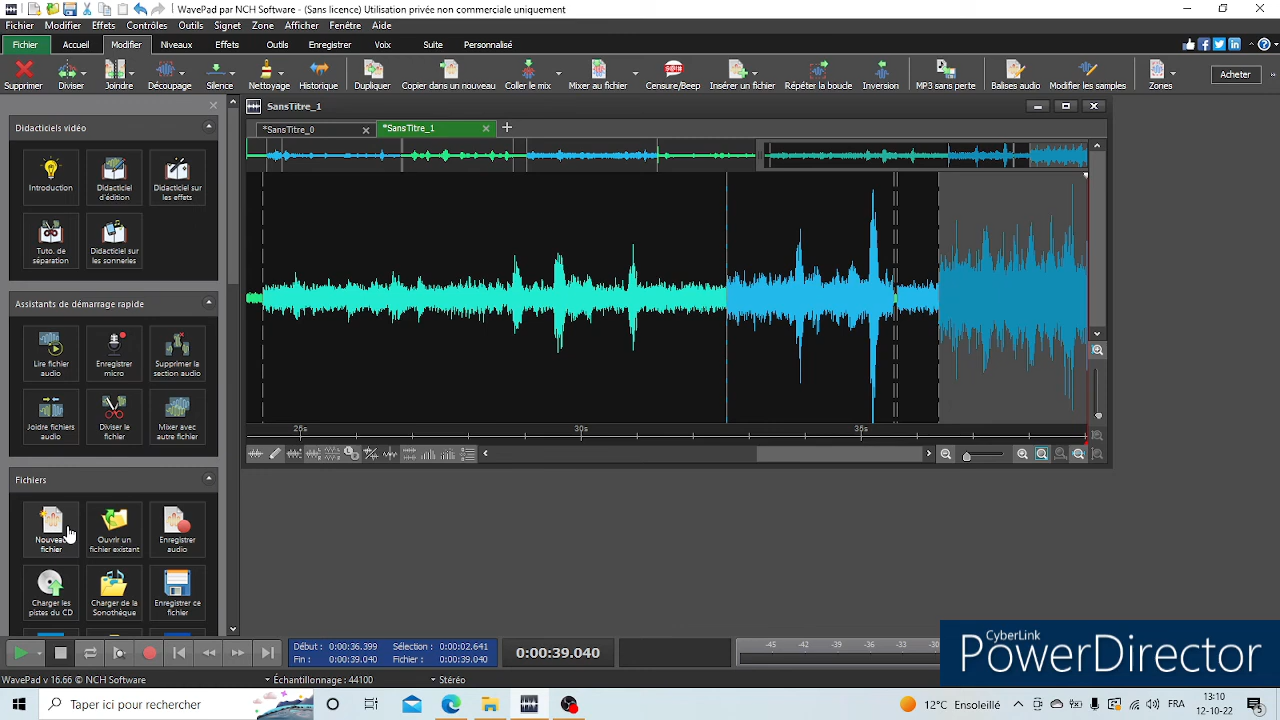 WavePad par NCH Software - (Sans licence) Utilisation privée non commerciale uniquement
Fichier Modifier Effets Contrôles Outils Signet Zone Afficher Fenêtre Aide
Fichier Accueil Modifier Niveaux Effets Outils Enregistrer Voix Suite Personnalisé
Supprimer Diviser Joindre Découpage Silence Nettoyage Historique Dupliquer Copier dans un nouveau Coller le mix Mixer au fichier Censure/Beep Insérer un fichier Répéter la boucle Inversion MP3 sans perte Balises audio Modifier les samples Zones Acheter
SansTitre_1
*SansTitre_0 *SansTitre_1
Didacticiels vidéo
Introduction
Didacticiel
d'édition
Didacticiel sur
les effets
Tuto. de
séparation
Didacticiel sur
les sonneries
Assistants de démarrage rapide
Lire fichier
audio
Enregistrer
micro
Supprimer la
section audio
Joidre fichiers
audio
Diviser le
fichier
Mixer avec
autre fichier
Fichiers
Nouveau
fichier
Ouvrir un
fichier existant
Enregistrer
audio
Charger les
pistes du CD
Charger de la
Sonothèque
Enregistrer ce
fichier
25s 30s 35s
Début : 0:00:36.399 Sélection : 0:00:02.641
Fin : 0:00:39.040 Fichier : 0:00:39.040
0:00:39.040
-45 -42 -39 -36 -33 -30
CyberLink
PowerDirector
WavePad v 16.66 © NCH Software Échantillonnage : 44100 Stéréo
Taper ici pour rechercher
12°C Ensoleillé
FRA
13:10
12-10-22